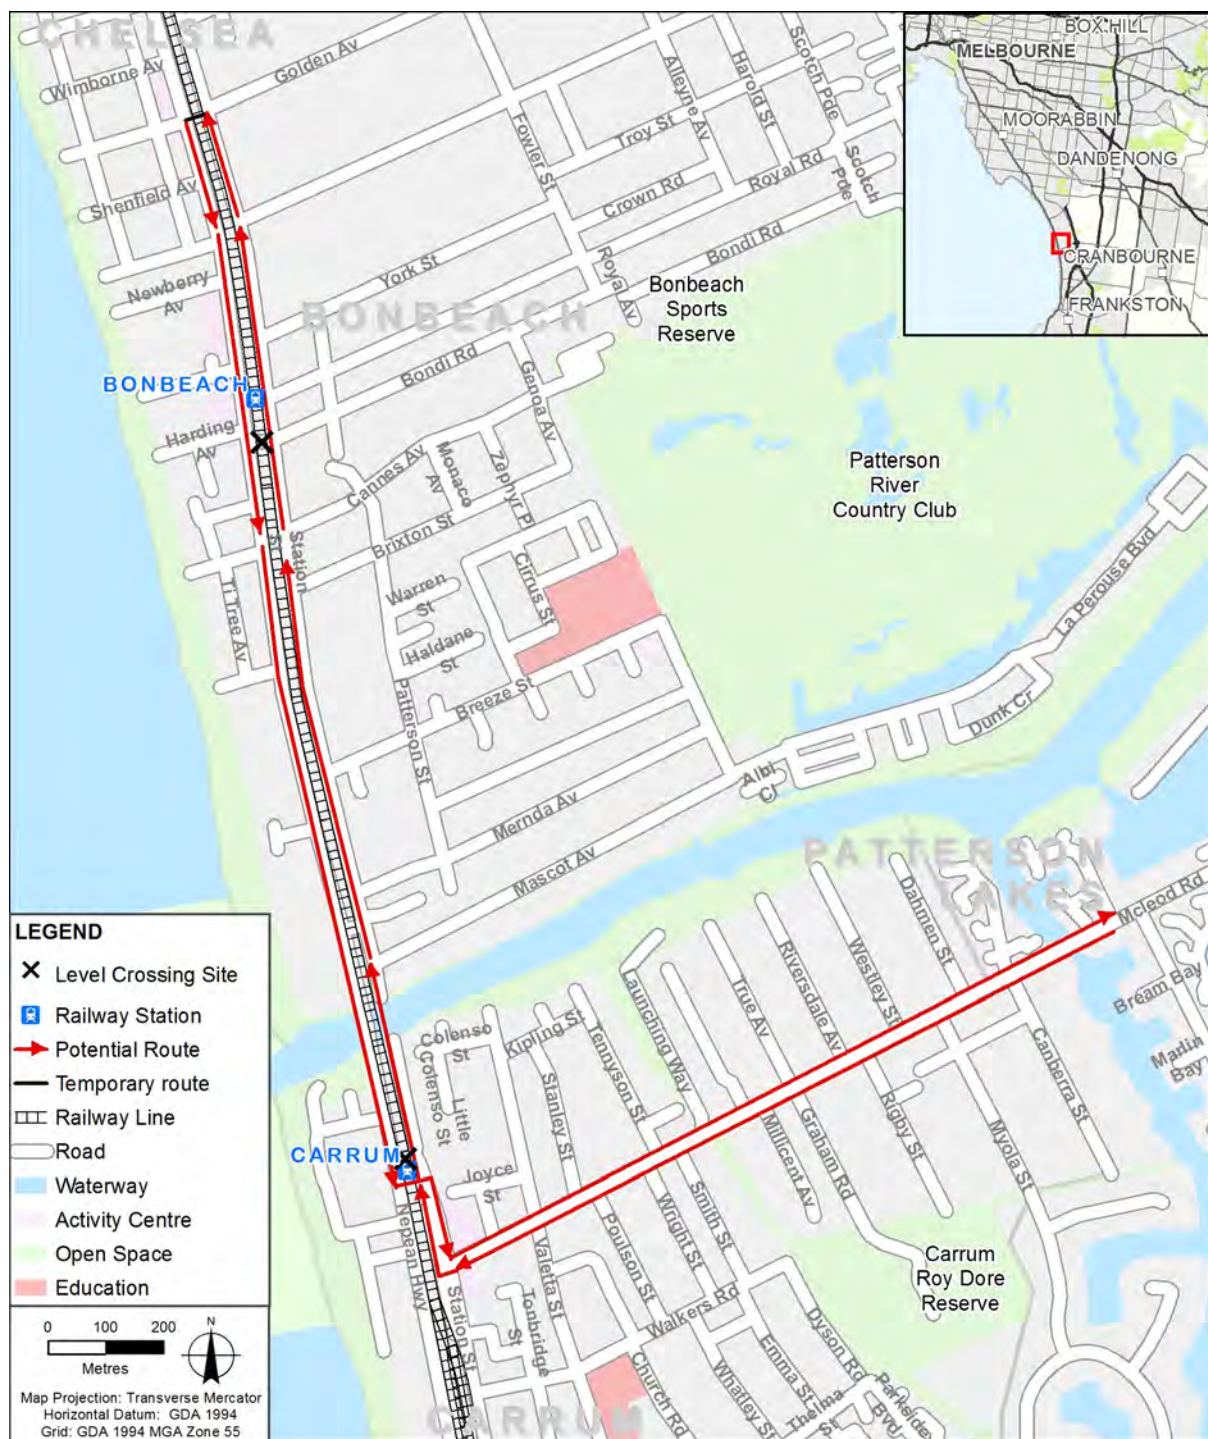 CHELSEA
Wimborne Av
Golden Av
Shenfield Av
Newberry
Av
Fowler St
Troy St
Alleyne Av
Harold St
Scotch Pde
Scotch
Pde
Royal Rd
Crown Rd
Bondi Rd
York St
Royal Av
BONBEACH
Bondi Rd
Genoa Av
Bonbeach
Sports
Reserve
BOX HILL
MELBOURNE
MOORABBIN
DANDENONG
CRANBOURNE
FRANKSTON
BONBEACH
Harding
Av
Cannes Av
Monaco
Av
Zephyr Pl
Brixton St
Station
St
Ti Tree Av
Warren
St
Cirrus St
Haldane
St
Patterson St
Breeze St
Patterson
River
Country Club
La Perouse Bvd
Dunk Cr
Albi
Cl
Mernda Av
Mascot Av
PATTERSON
LAKES
Mcleod Rd
Dahmen St
Westley St
Riversdale Av
True Av
Launching Way
Bream Bay
Marlin
Bay
Canberra St
Myola St
Rigby St
Graham Rd
Millicent Av
Colenso
St
Colenso St
Little
Kipling St
Tennyson St
Stanley St
CARRUM
Joyce
St
Nepean Hwy
Valetta St
Poulson St
Wright St
Smith St
Carrum
Roy Dore
Reserve
Station St
Tonbridge
St
Walkers Rd
Church Rd
Whatley St
Emma St
Dyson Rd
Thelma
St
Parkside
Bvd
CARRUM
LEGEND
Level Crossing Site
Railway Station
Potential Route
Temporary route
Railway Line
Road
Waterway
Activity Centre
Open Space
Education
0 100 200
Metres
N
Map Projection: Transverse Mercator
Horizontal Datum: GDA 1994
Grid: GDA 1994 MGA Zone 55